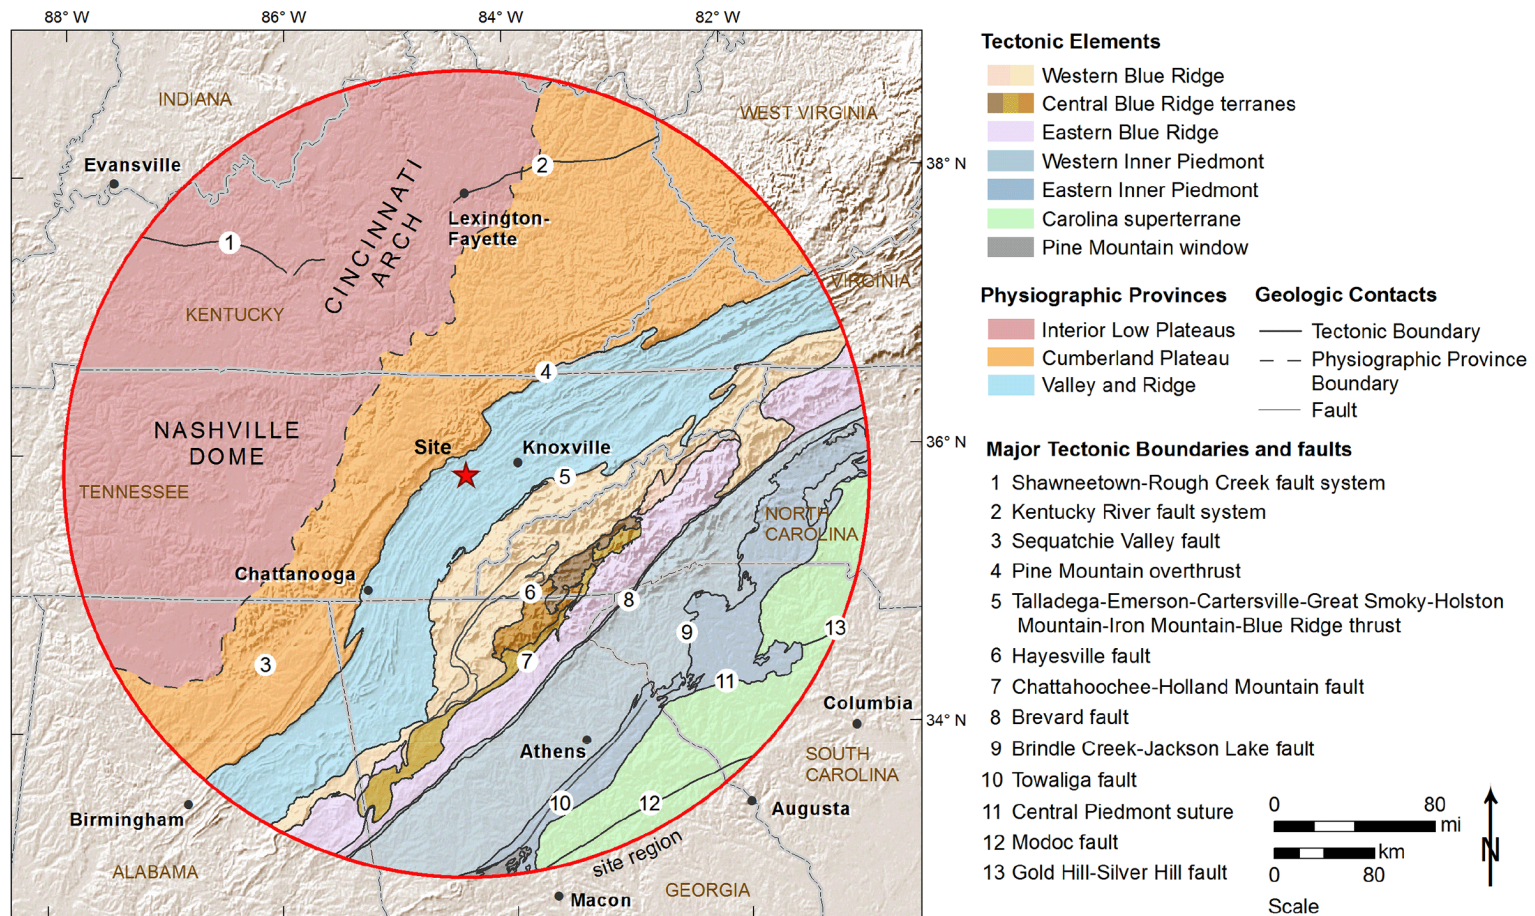 88° W
86° W
84° W
82° W
INDIANA
WEST VIRGINIA
Evansville
2
38° N
CINCINNATI
ARCH
Lexington-
Fayette
1
VIRGINIA
KENTUCKY
4
NASHVILLE
DOME
Site
Knoxville
36° N
5
TENNESSEE
NORTH
CAROLINA
Chattanooga
6
8
9
13
3
7
11
Columbia
34° N
Athens
SOUTH
CAROLINA
10
12
Augusta
Birmingham
site region
ALABAMA
GEORGIA
Macon
Tectonic Elements
Western Blue Ridge
Central Blue Ridge terranes
Eastern Blue Ridge
Western Inner Piedmont
Eastern Inner Piedmont
Carolina superterrane
Pine Mountain window
Physiographic Provinces
Interior Low Plateaus
Cumberland Plateau
Valley and Ridge
Geologic Contacts
Tectonic Boundary
Physiographic Province
Boundary
Fault
Major Tectonic Boundaries and faults
1 Shawneetown-Rough Creek fault system
2 Kentucky River fault system
3 Sequatchie Valley fault
4 Pine Mountain overthrust
5 Talladega-Emerson-Cartersville-Great Smoky-Holston
Mountain-Iron Mountain-Blue Ridge thrust
6 Hayesville fault
7 Chattahoochee-Holland Mountain fault
8 Brevard fault
9 Brindle Creek-Jackson Lake fault
10 Towaliga fault
11 Central Piedmont suture
12 Modoc fault
13 Gold Hill-Silver Hill fault
0 80
mi
km
0 80
Scale
N